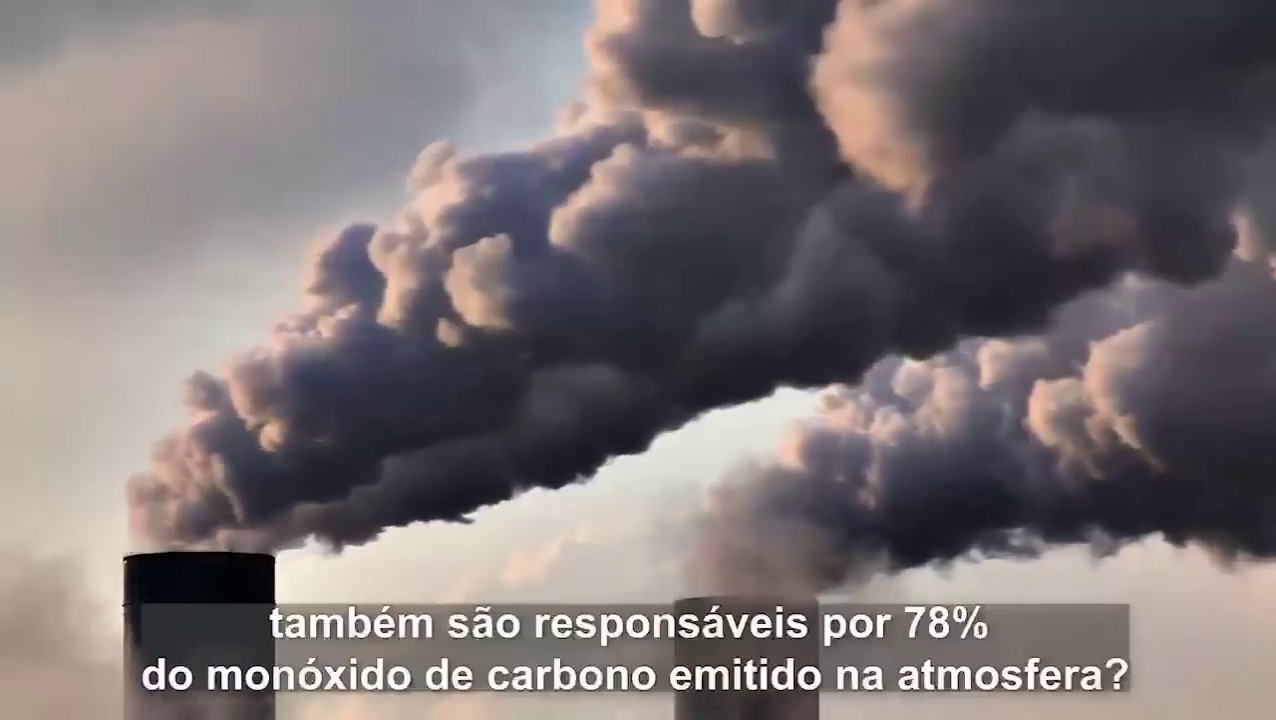 também são responsáveis por 78%
do monóxido de carbono emitido na atmosfera?